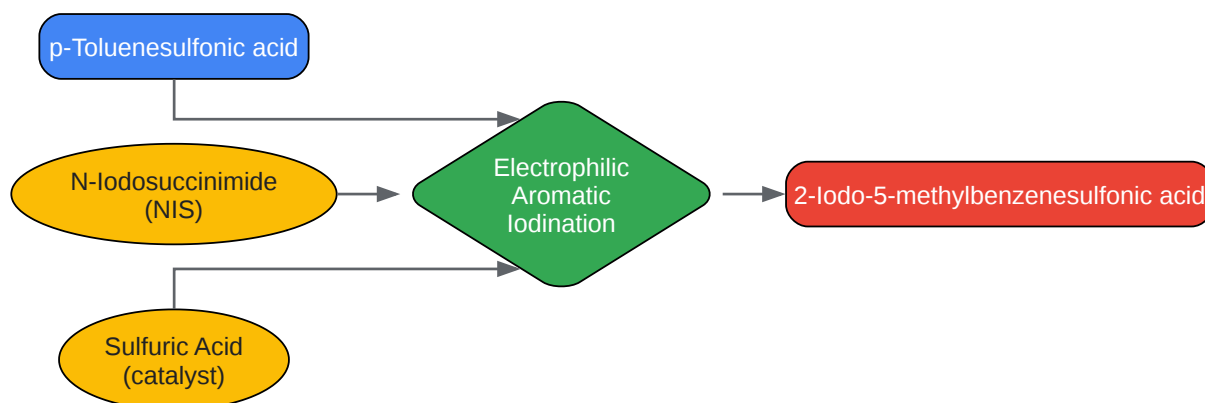 p-Toluenesulfonic acid
N-Iodosuccinimide
(NIS)
Sulfuric Acid
(catalyst)
Electrophilic
Aromatic
Iodination
2-Iodo-5-methylbenzenesulfonic acid